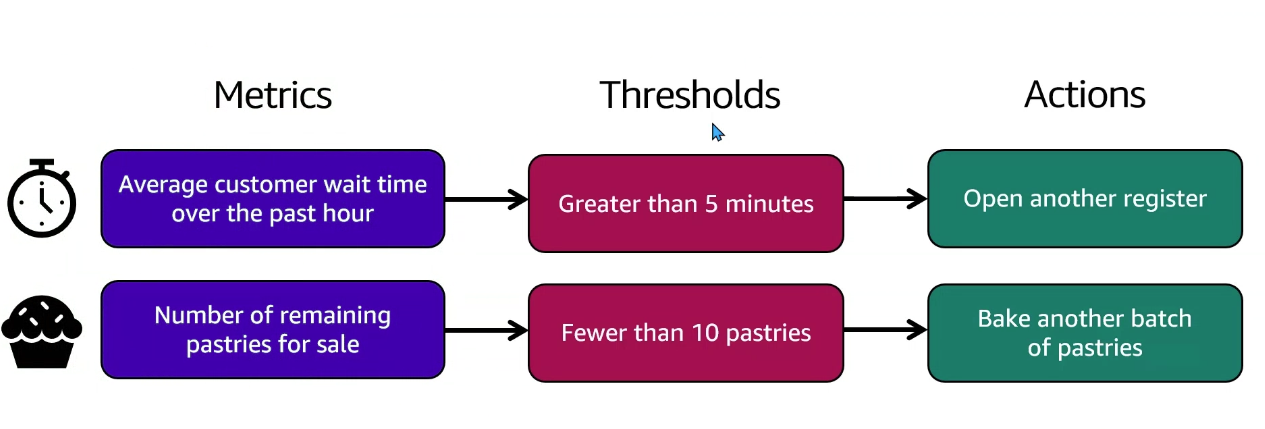 Metrics
Thresholds
Actions
Average customer wait time
over the past hour
Greater than 5 minutes
Open another register
Number of remaining
pastries for sale
Fewer than 10 pastries
Bake another batch
of pastries